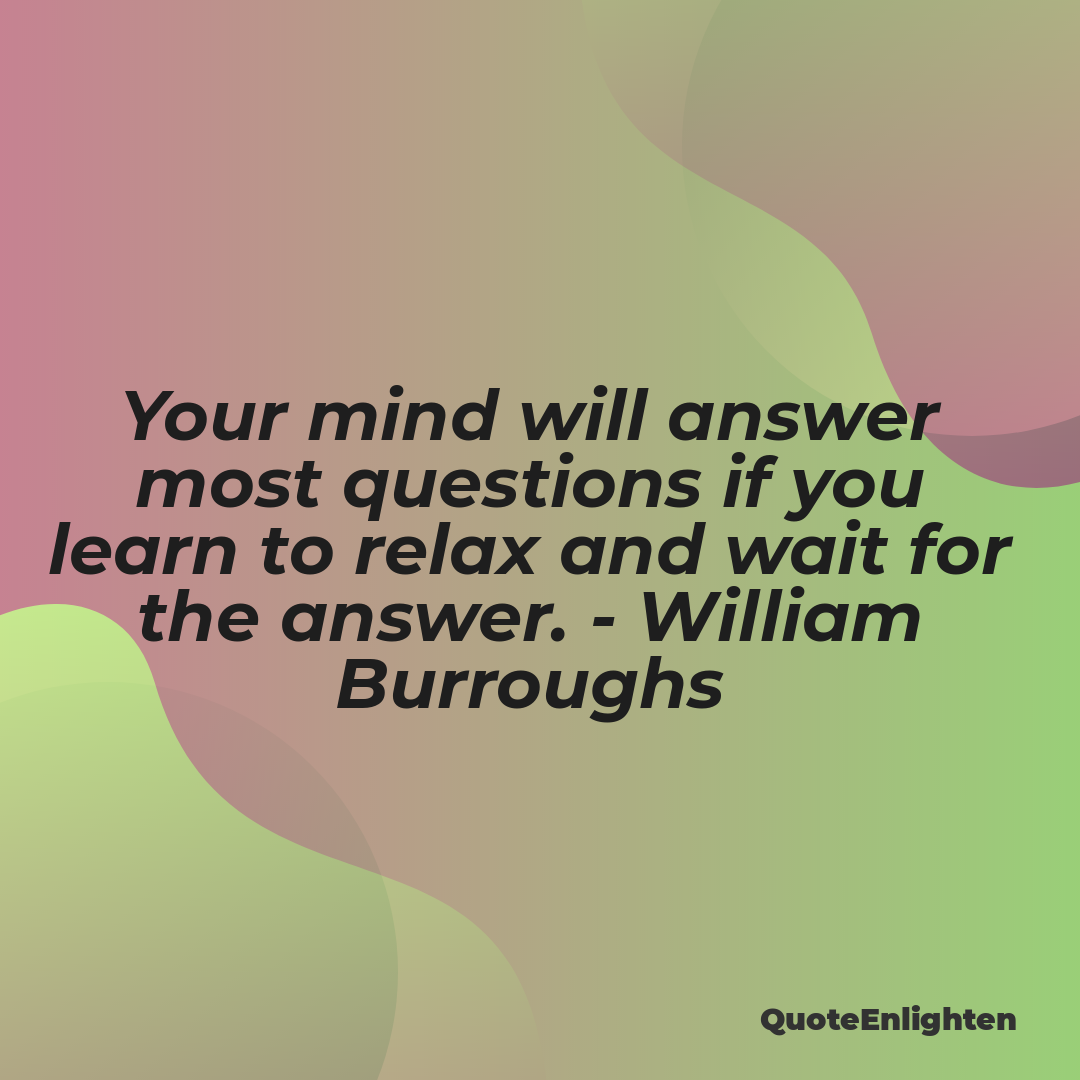 Your mind will answer
most questions if you
learn to relax and wait for
the answer. - William
Burroughs
QuoteEnlighten